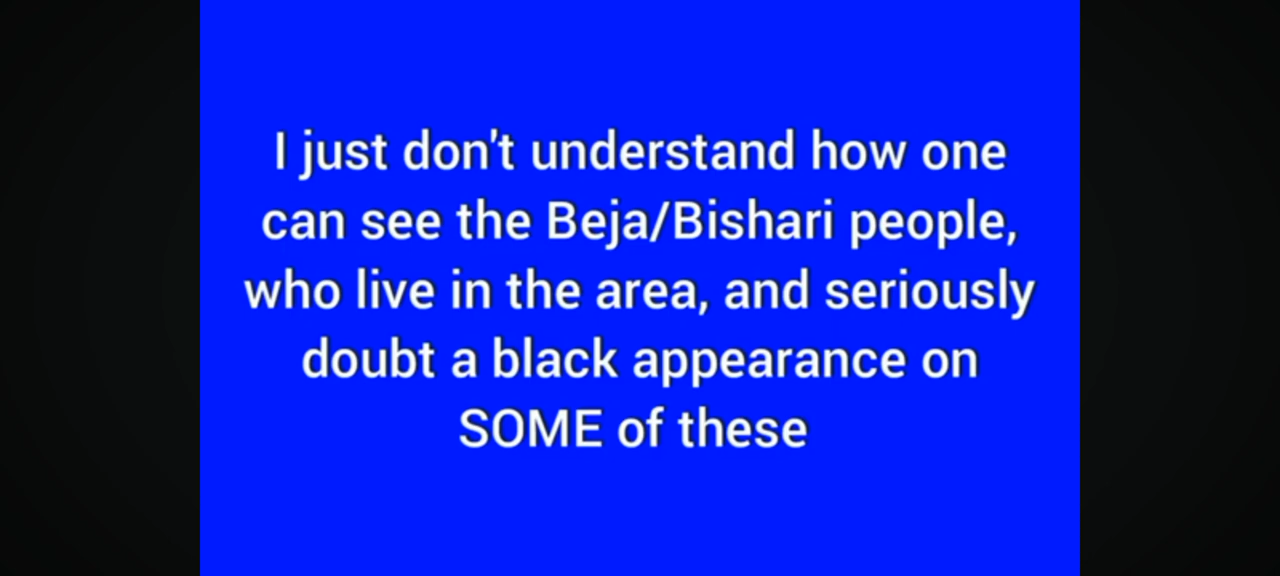 I just don't understand how one
can see the Beja/Bishari people,
who live in the area, and seriously
doubt a black appearance on
SOME of these